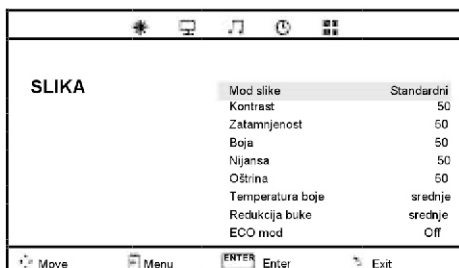 SLIKA
Mod slike Standardni
Kontrast 50
Zatamnjenost 50
Boja 50
Nijansa 50
Oštrina 50
Temperatura boje srednje
Redukcija buke srednje
ECO mod Off
Move Menu ENTER Enter Exit